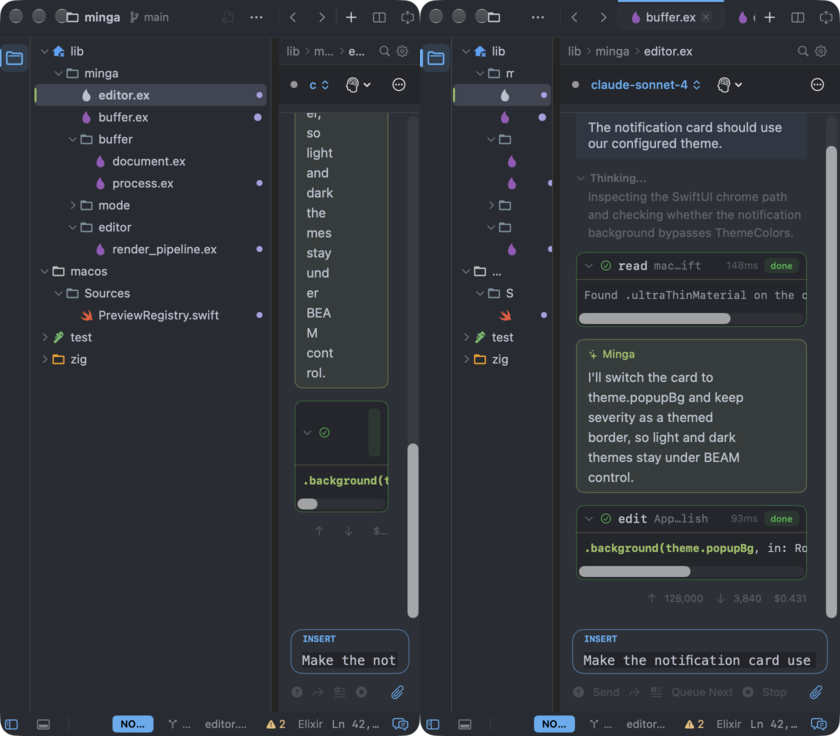 minga main
lib
minga
editor.ex
buffer.ex
buffer
document.ex
process.ex
mode
editor
render_pipeline.ex
macos
Sources
PreviewRegistry.swift
test
zig
lib > m... > e...
c
er,
so
light
and
dark
the
mes
stay
und
er
BEA
M
cont
rol.
.background(t
↑ ↓ $...
INSERT
Make the not
NO... ... editor.... 2 Elixir Ln 42,...
buffer.ex
lib
m
...
S
test
zig
lib > minga > editor.ex
claude-sonnet-4
The notification card should use
our configured theme.
Thinking...
Inspecting the SwiftUI chrome path
and checking whether the notification
background bypasses ThemeColors.
read mac...ift 148ms done
Found .ultraThinMaterial on the c
Minga
I'll switch the card to
theme.popupBg and keep
severity as a themed
border, so light and dark
themes stay under BEAM
control.
edit App...lish 93ms done
.background(theme.popupBg, in: Ro
↑ 128,000 ↓ 3,840 $0.431
INSERT
Make the notification card use
Send Queue Next Stop
NO... ... editor... 2 Elixir Ln 42,...